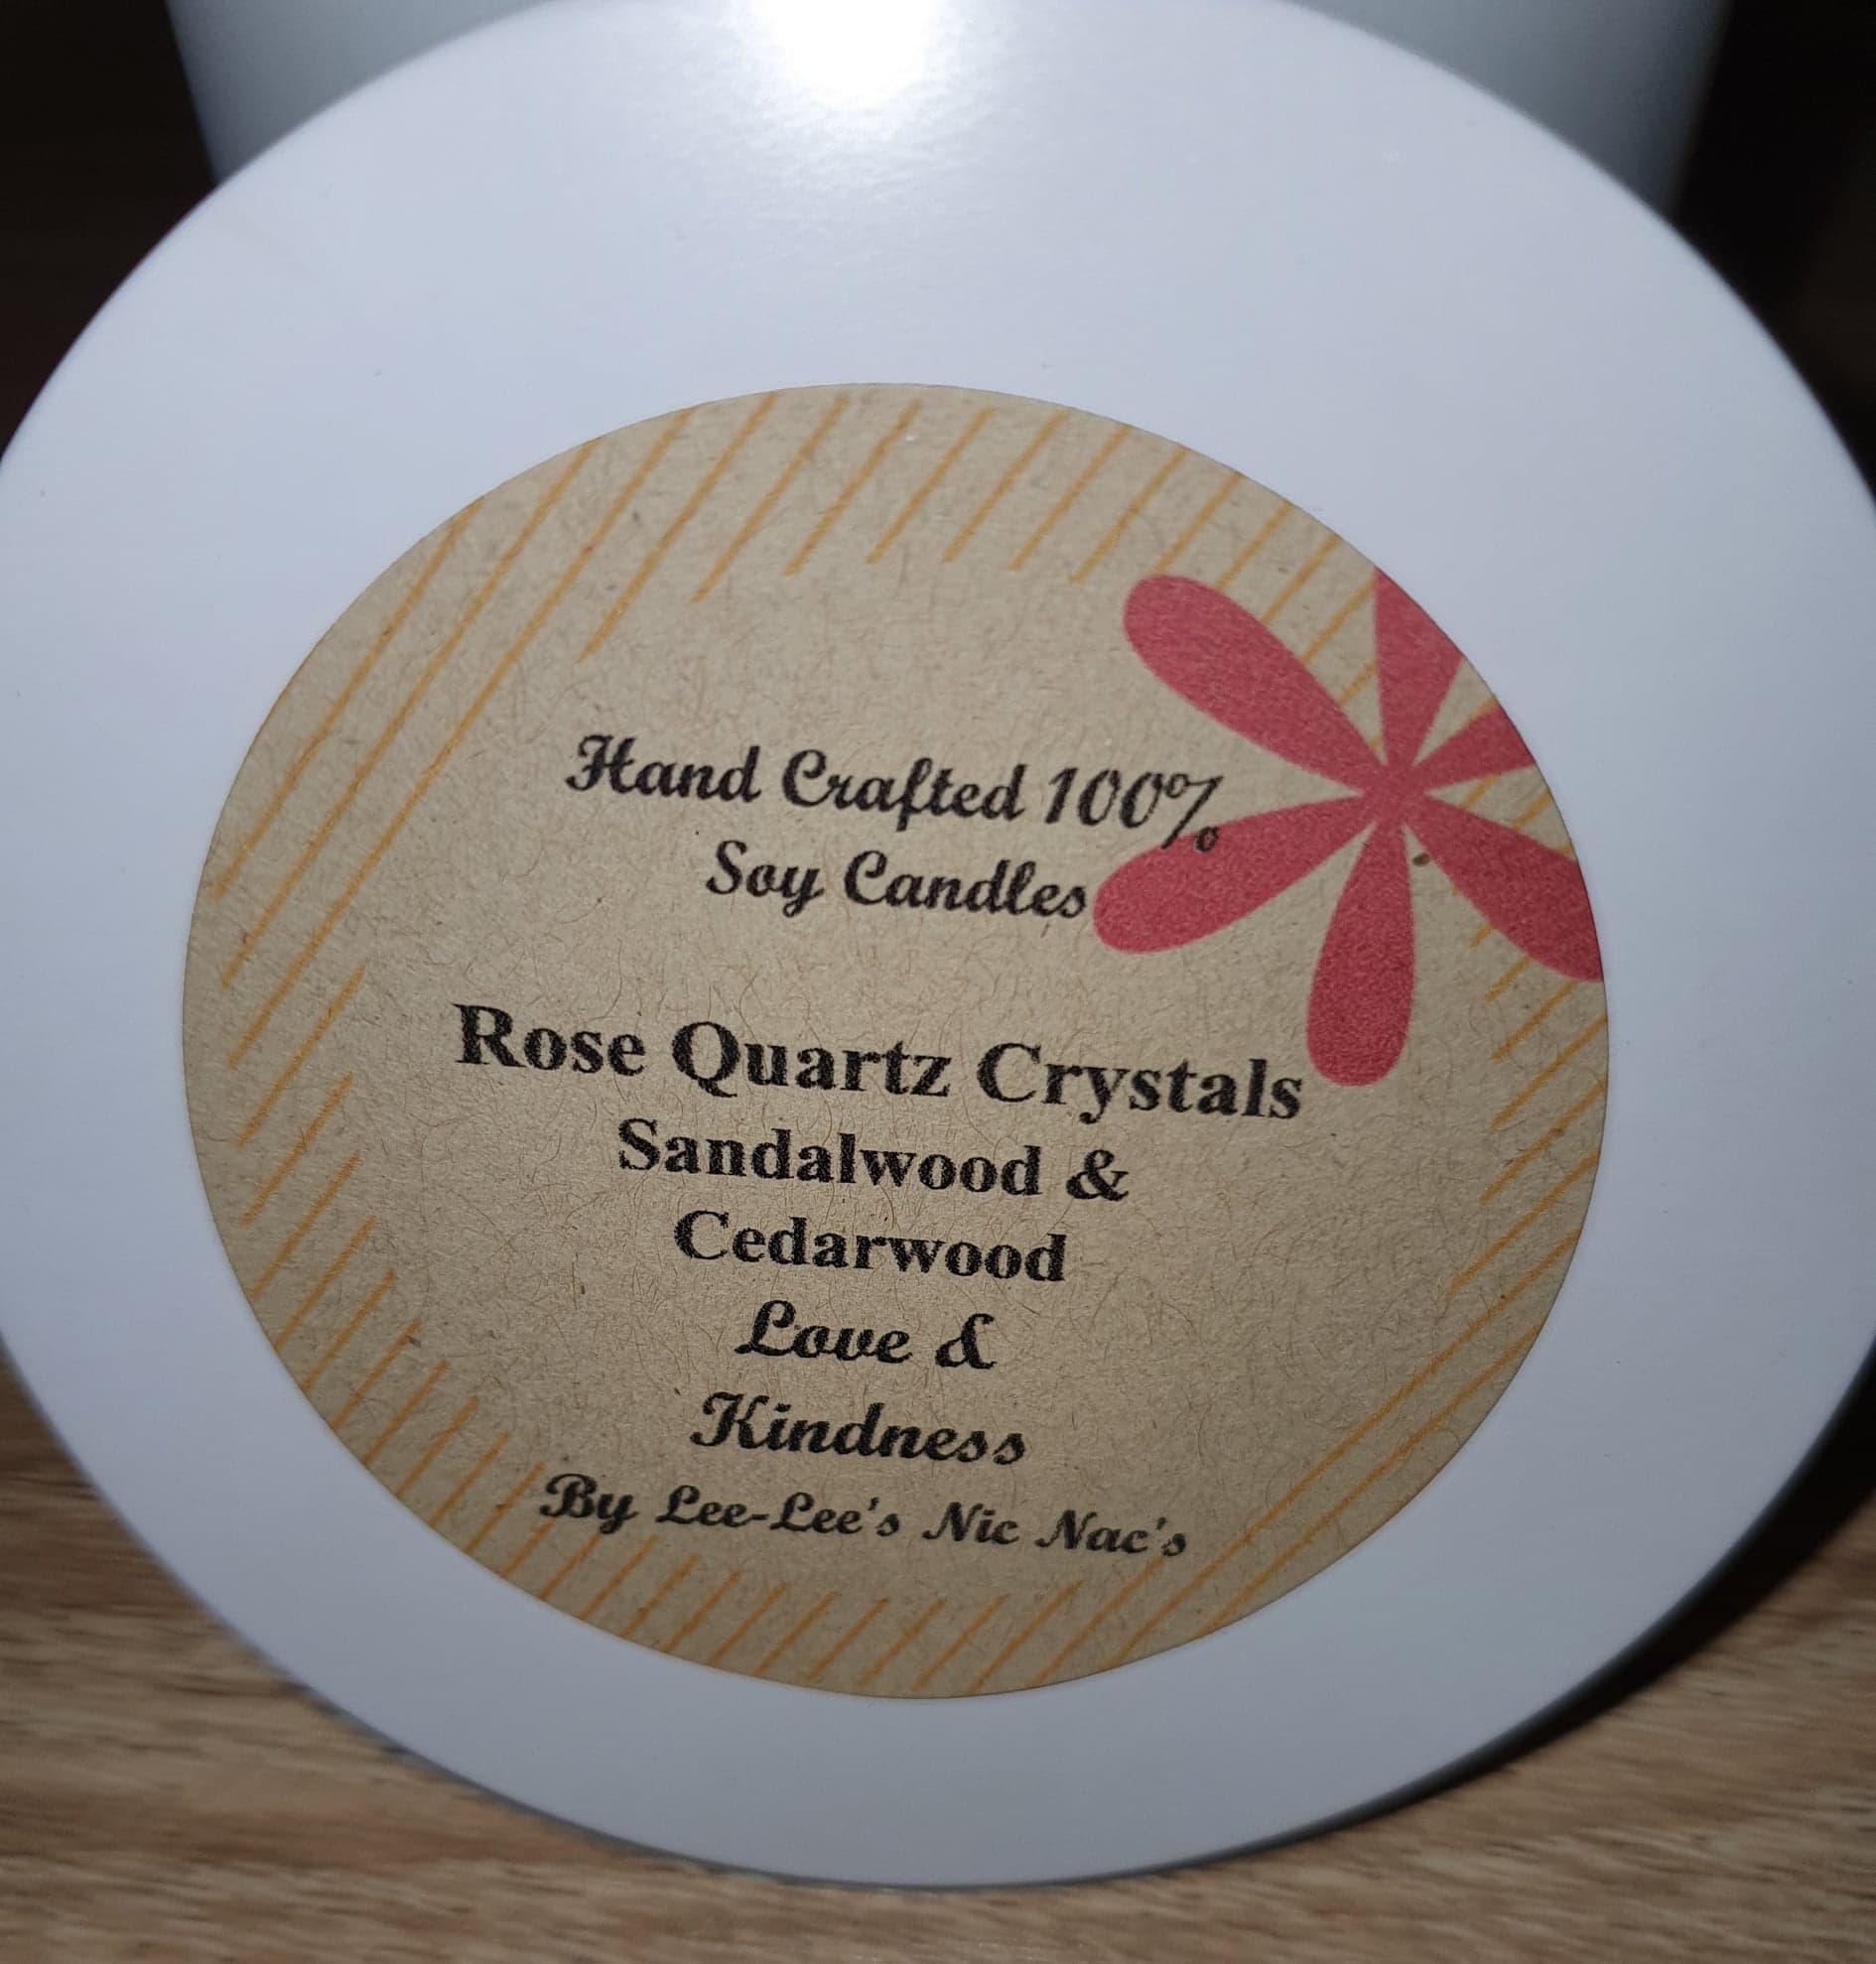 Hand Crafted 100%
Soy Candles
Rose Quartz Crystals
Sandalwood &
Cedarwood
Love &
Kindness
By Lee-Lee's Nic Nac's